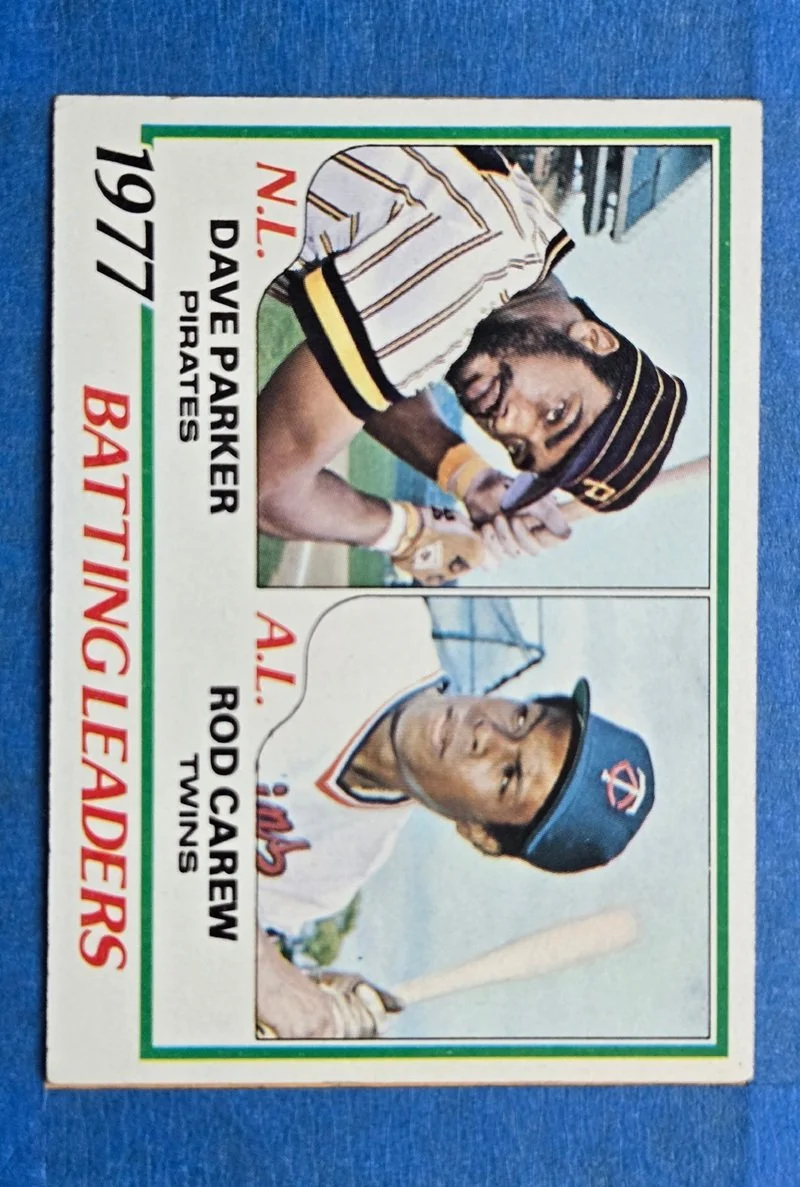 N.L.
DAVE PARKER
PIRATES
A.L.
ROD CAREW
TWINS
1977 BATTING LEADERS